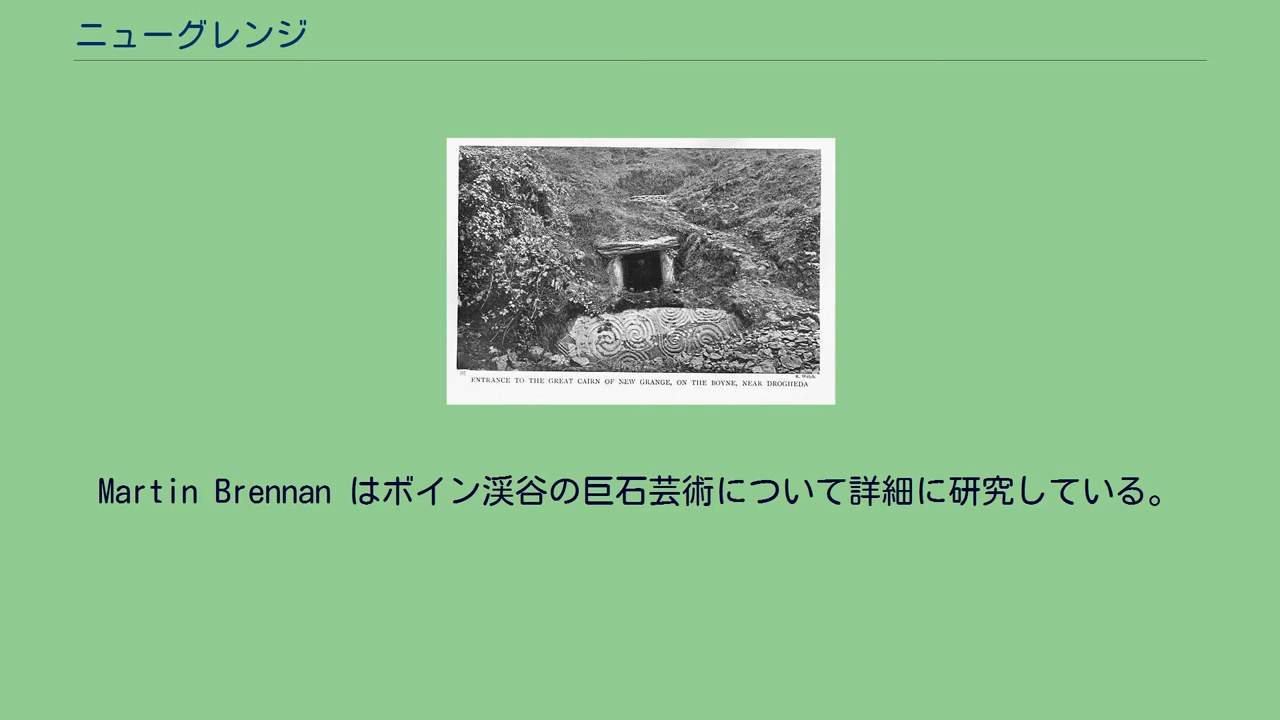 ニューグレンジ
R. Welch.
ENTRANCE TO THE GREAT CAIRN OF NEW GRANGE, ON THE BOYNE, NEAR DROGHEDA
Martin Brennan はボイン渓谷の巨石芸術について詳細に研究している。